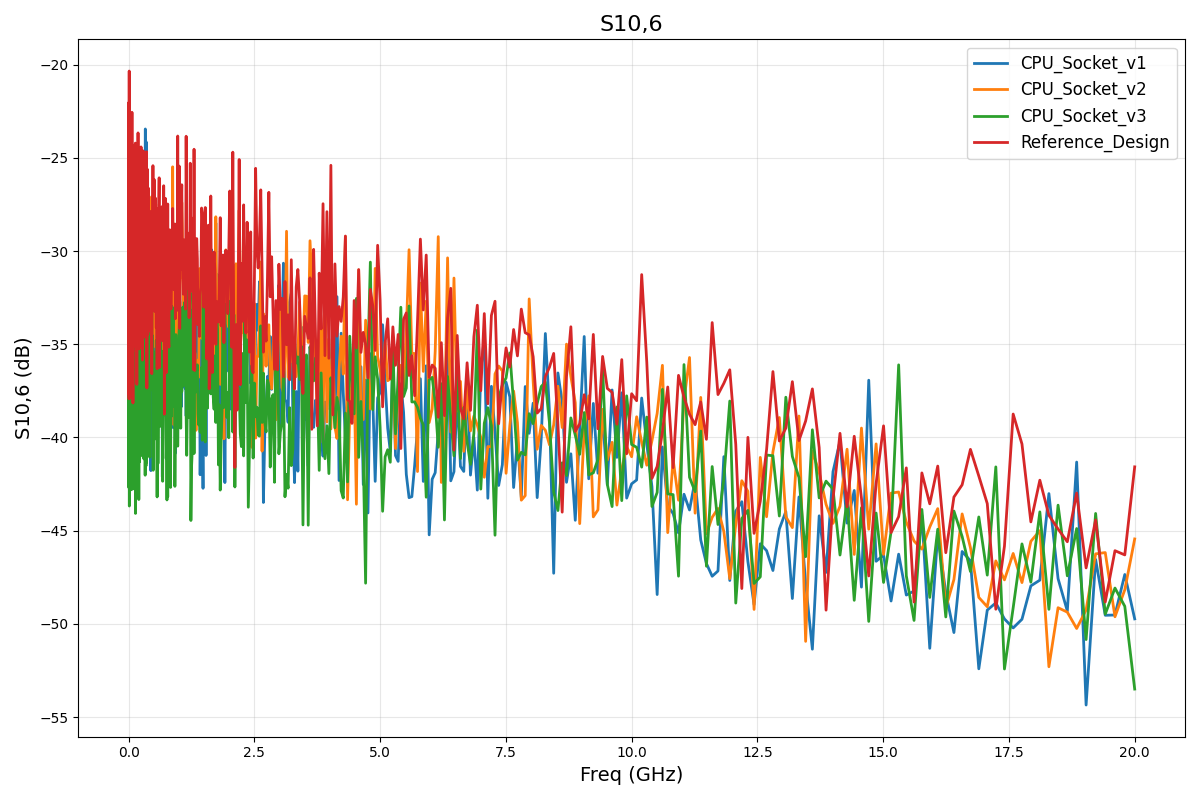 S10,6
S10,6 (dB)
−20
−25
−30
−35
−40
−45
−50
−55
CPU_Socket_v1
CPU_Socket_v2
CPU_Socket_v3
Reference_Design
0.0 2.5 5.0 7.5 10.0 12.5 15.0 17.5 20.0
Freq (GHz)